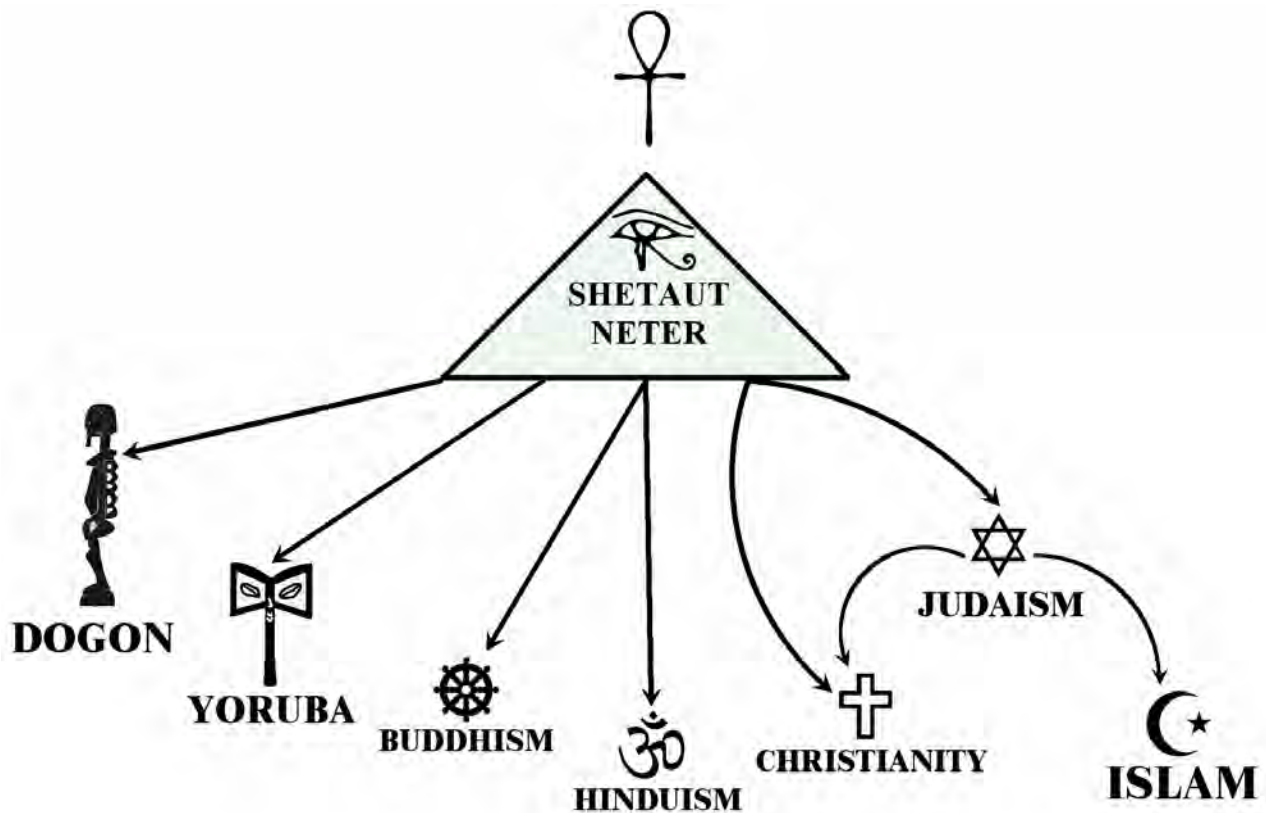 SHETAUT
NETER
DOGON
YORUBA
BUDDHISM
HINDUISM
CHRISTIANITY
JUDAISM
ISLAM